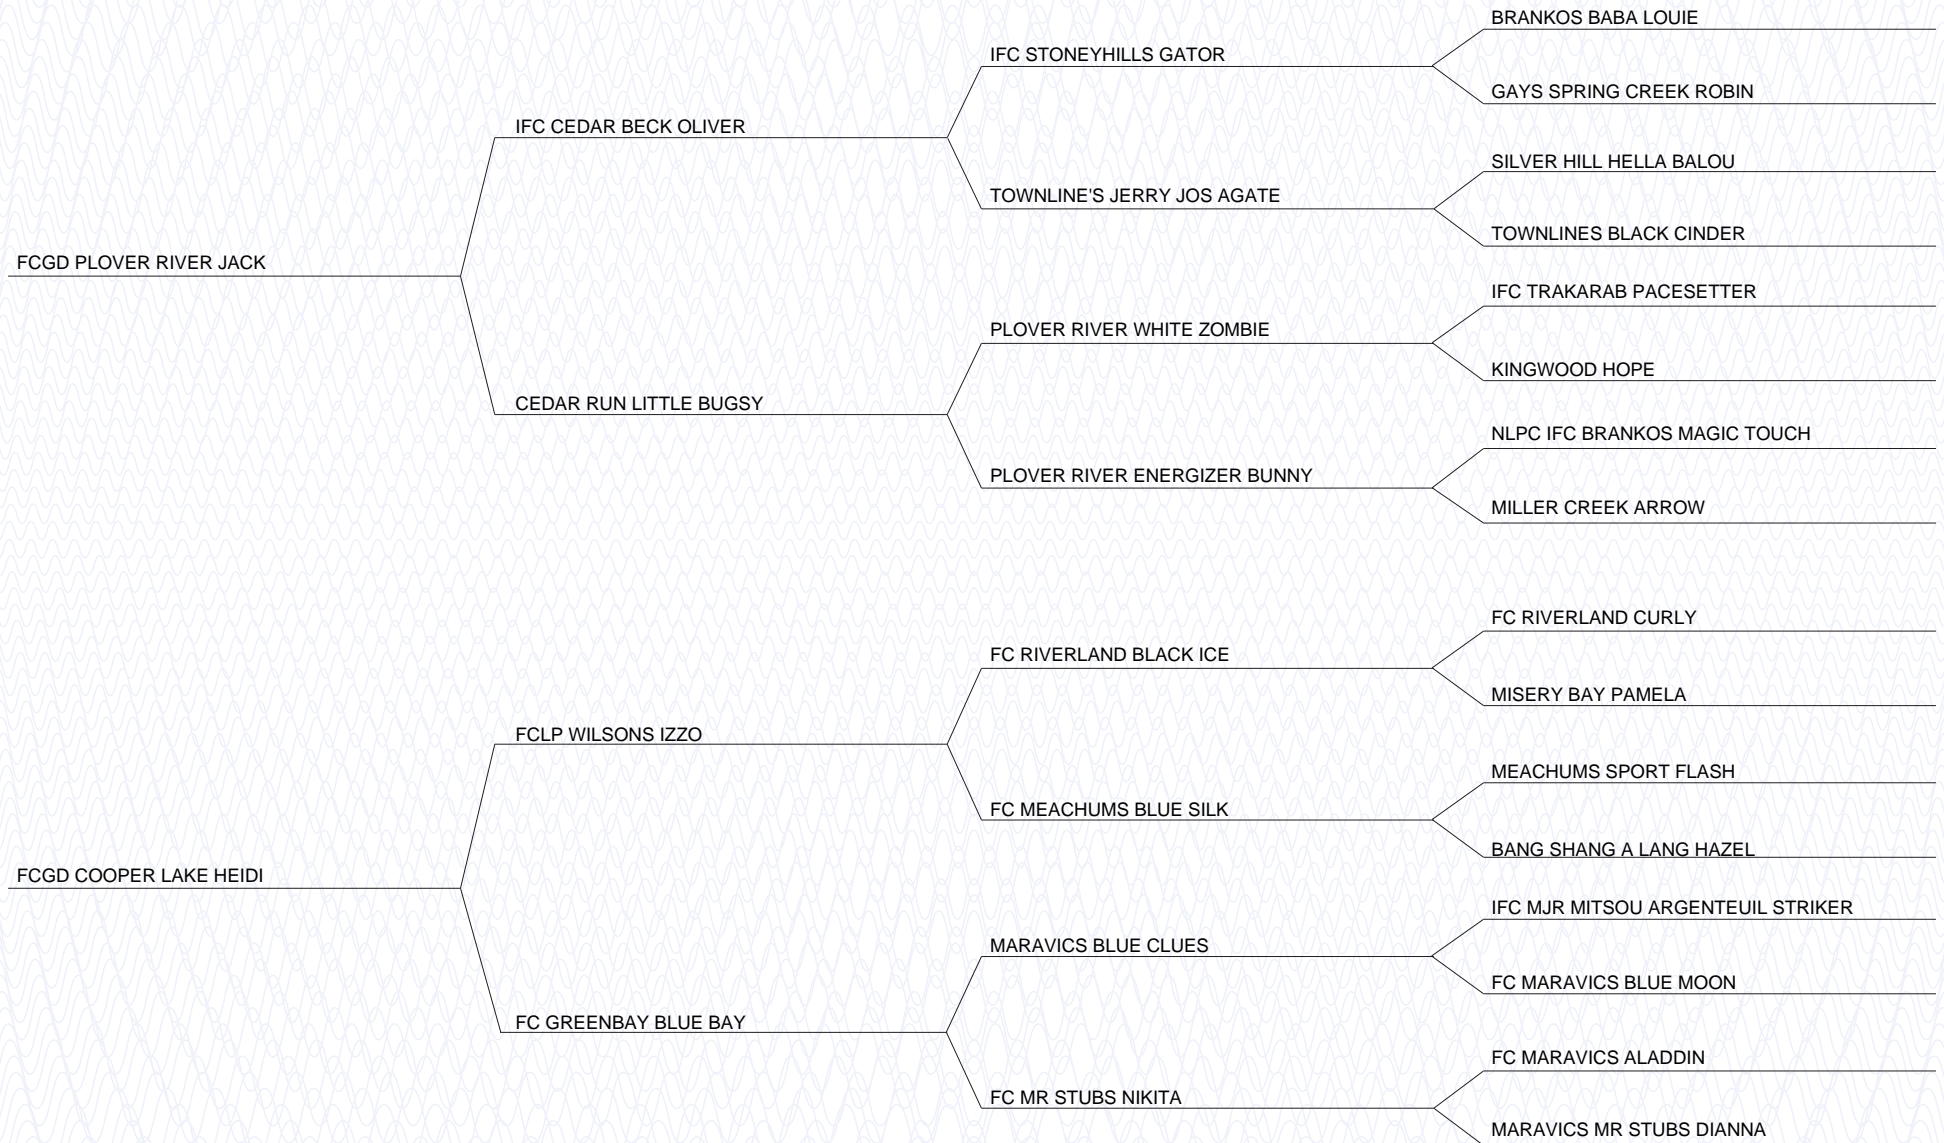 BRANKOS BABA LOUIE
IFC STONEYHILLS GATOR
GAYS SPRING CREEK ROBIN
IFC CEDAR BECK OLIVER
SILVER HILL HELLA BALOU
TOWNLINE'S JERRY JOS AGATE
TOWNLINES BLACK CINDER
FCGD PLOVER RIVER JACK
IFC TRAKARAB PACESETTER
PLOVER RIVER WHITE ZOMBIE
KINGWOOD HOPE
CEDAR RUN LITTLE BUGSY
NLPC IFC BRANKOS MAGIC TOUCH
PLOVER RIVER ENERGIZER BUNNY
MILLER CREEK ARROW
FC RIVERLAND CURLY
FC RIVERLAND BLACK ICE
MISERY BAY PAMELA
FCLP WILSONS IZZO
MEACHUMS SPORT FLASH
FC MEACHUMS BLUE SILK
BANG SHANG A LANG HAZEL
FCGD COOPER LAKE HEIDI
IFC MJR MITSOU ARGENTEUIL STRIKER
MARAVICS BLUE CLUES
FC MARAVICS BLUE MOON
FC GREENBAY BLUE BAY
FC MARAVICS ALADDIN
FC MR STUBS NIKITA
MARAVICS MR STUBS DIANNA